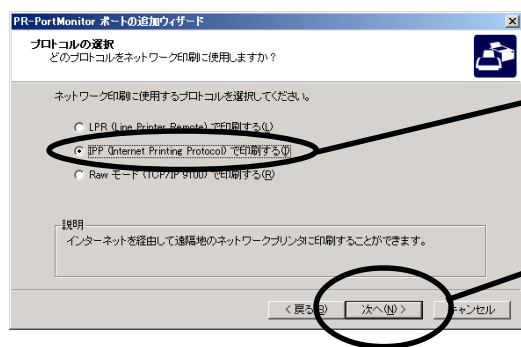 PR-PortMonitor ポートの追加ウィザード
プロトコルの選択
どのプロトコルをネットワーク印刷に使用しますか？
ネットワーク印刷に使用するプロトコルを選択してください。
LPR (Line Printer Remote) で印刷する(L)
IPP (Internet Printing Protocol) で印刷する(I)
Raw モード (TCP/IP 9100) で印刷する(R)
説明
インターネットを経由して遠隔地のネットワークプリンタに印刷することができます。
< 戻る(B) 次へ(N) > キャンセル